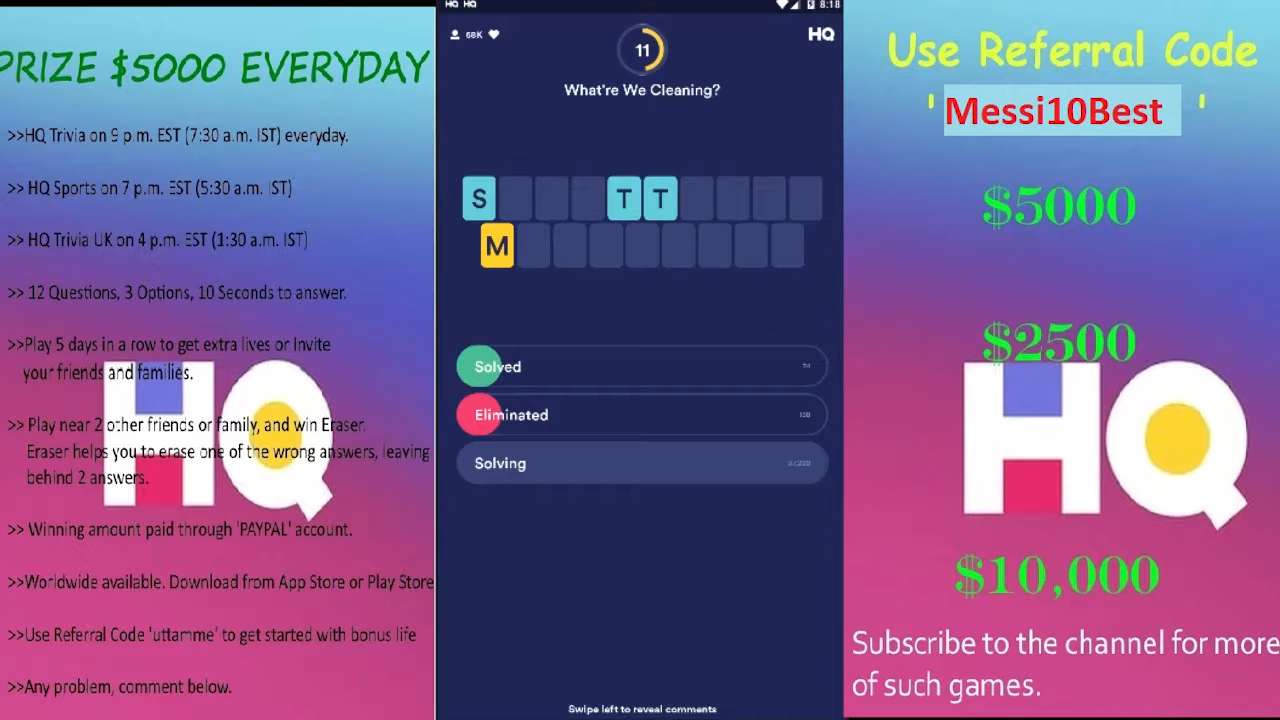 PRIZE $5000 EVERYDAY
>>HQ Trivia on 9 p.m. EST (7:30 a.m. IST) everyday.
>> HQ Sports on 7 p.m. EST (5:30 a.m. IST)
>> HQ Trivia UK on 4 p.m. EST (1:30 a.m. IST)
>> 12 Questions, 3 Options, 10 Seconds to answer.
>>Play 5 days in a row to get extra lives or Invite
your friends and families.
>> Play near 2 other friends or family, and win Eraser.
Eraser helps you to erase one of the wrong answers, leaving
behind 2 answers.
>> Winning amount paid through 'PAYPAL' account.
>>Worldwide available. Download from App Store or Play Store
>>Use Referral Code 'uttamme' to get started with bonus life
>>Any problem, comment below.
HQ
HQ HQ 8:18
68K 11 HQ
What're We Cleaning?
S T T
M
Solved
Eliminated
Solving
Swipe left to reveal comments
Use Referral Code
' Messi10Best '
$5000
$2500
HQ
$10,000
Subscribe to the channel for more
of such games.